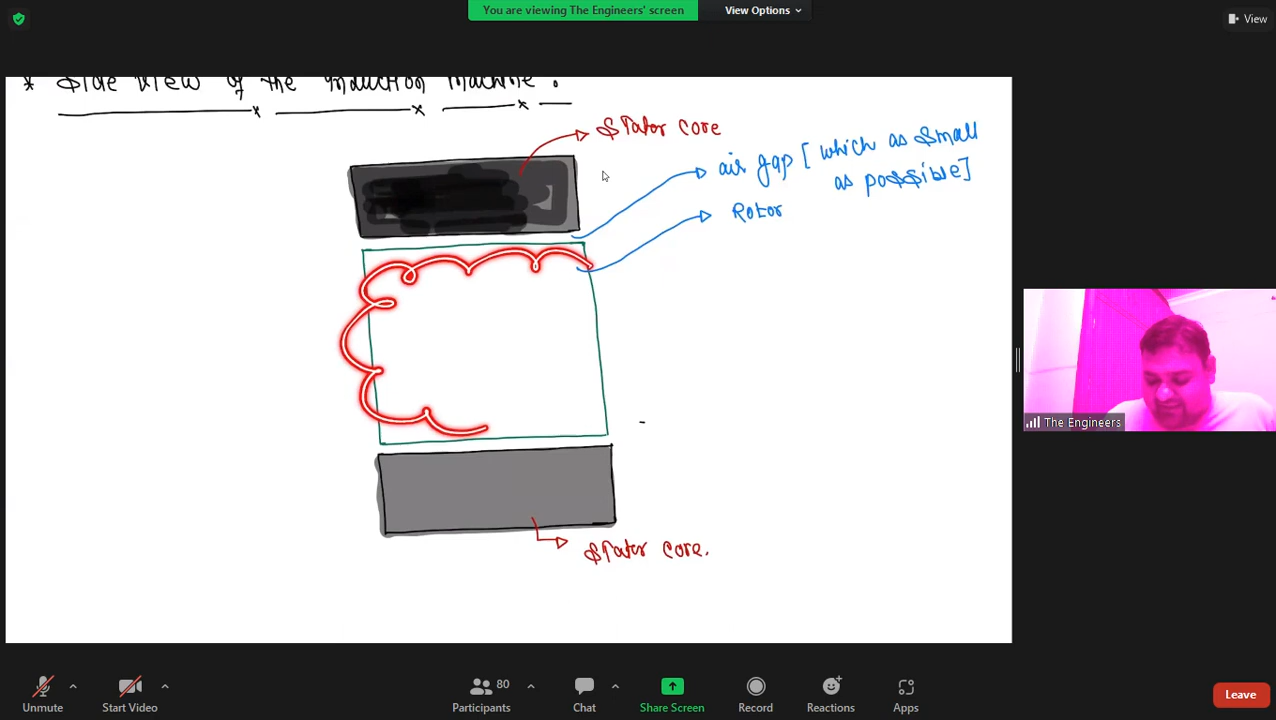 You are viewing The Engineers' screen
View Options
View
* Side view of the induction machine.
Stator core
air gap [which as small
as possible]
Rotor
The Engineers
Stator core.
80
Unmute
Start Video
Participants
Chat
Share Screen
Record
Reactions
Apps
Leave